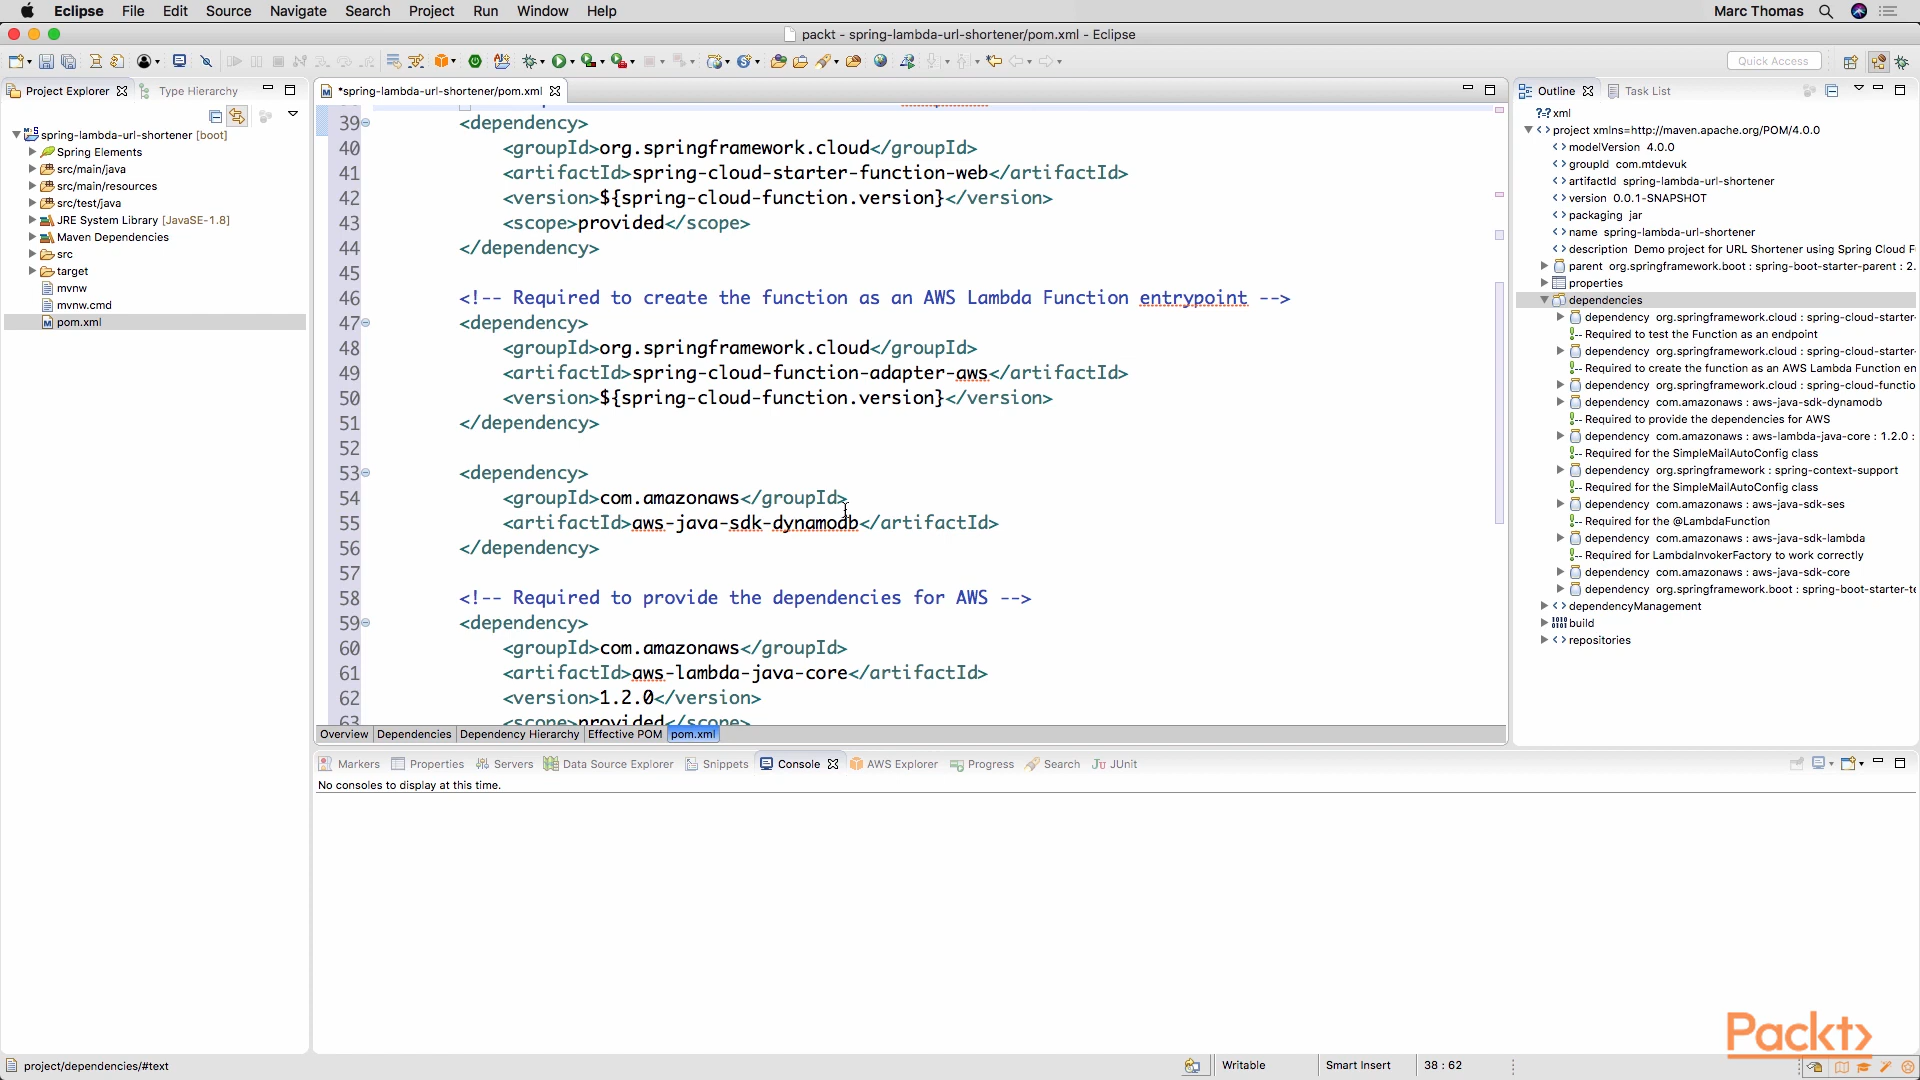 Eclipse File Edit Source Navigate Search Project Run Window Help
Marc Thomas
packt - spring-lambda-url-shortener/pom.xml - Eclipse
Quick Access
Project Explorer
Type Hierarchy
spring-lambda-url-shortener [boot]
Spring Elements
src/main/java
src/main/resources
src/test/java
JRE System Library [JavaSE-1.8]
Maven Dependencies
src
target
mvnw
mvnw.cmd
pom.xml
*spring-lambda-url-shortener/pom.xml
39 <dependency>
40 <groupId>org.springframework.cloud</groupId>
41 <artifactId>spring-cloud-starter-function-web</artifactId>
42 <version>${spring-cloud-function.version}</version>
43 <scope>provided</scope>
44 </dependency>
45
46 <!-- Required to create the function as an AWS Lambda Function entrypoint -->
47 <dependency>
48 <groupId>org.springframework.cloud</groupId>
49 <artifactId>spring-cloud-function-adapter-aws</artifactId>
50 <version>${spring-cloud-function.version}</version>
51 </dependency>
52
53 <dependency>
54 <groupId>com.amazonaws</groupId>
55 <artifactId>aws-java-sdk-dynamodb</artifactId>
56 </dependency>
57
58 <!-- Required to provide the dependencies for AWS -->
59 <dependency>
60 <groupId>com.amazonaws</groupId>
61 <artifactId>aws-lambda-java-core</artifactId>
62 <version>1.2.0</version>
63 <scope>provided</scope>
Overview Dependencies Dependency Hierarchy Effective POM pom.xml
Outline
Task List
?=? xml
project xmlns=http://maven.apache.org/POM/4.0.0
modelVersion 4.0.0
groupId com.mtdevuk
artifactId spring-lambda-url-shortener
version 0.0.1-SNAPSHOT
packaging jar
name spring-lambda-url-shortener
description Demo project for URL Shortener using Spring Cloud F
parent org.springframework.boot : spring-boot-starter-parent : 2.
properties
dependencies
dependency org.springframework.cloud : spring-cloud-starter-
Required to test the Function as an endpoint
dependency org.springframework.cloud : spring-cloud-starter-
Required to create the function as an AWS Lambda Function en
dependency org.springframework.cloud : spring-cloud-functio
dependency com.amazonaws : aws-java-sdk-dynamodb
Required to provide the dependencies for AWS
dependency com.amazonaws : aws-lambda-java-core : 1.2.0 :
Required for the SimpleMailAutoConfig class
dependency org.springframework : spring-context-support
Required for the SimpleMailAutoConfig class
dependency com.amazonaws : aws-java-sdk-ses
Required for the @LambdaFunction
dependency com.amazonaws : aws-java-sdk-lambda
Required for LambdaInvokerFactory to work correctly
dependency com.amazonaws : aws-java-sdk-core
dependency org.springframework.boot : spring-boot-starter-te
dependencyManagement
build
repositories
Markers Properties Servers Data Source Explorer Snippets Console AWS Explorer Progress Search JUnit
No consoles to display at this time.
Packt>
project/dependencies/#text
Writable
Smart Insert
38 : 62